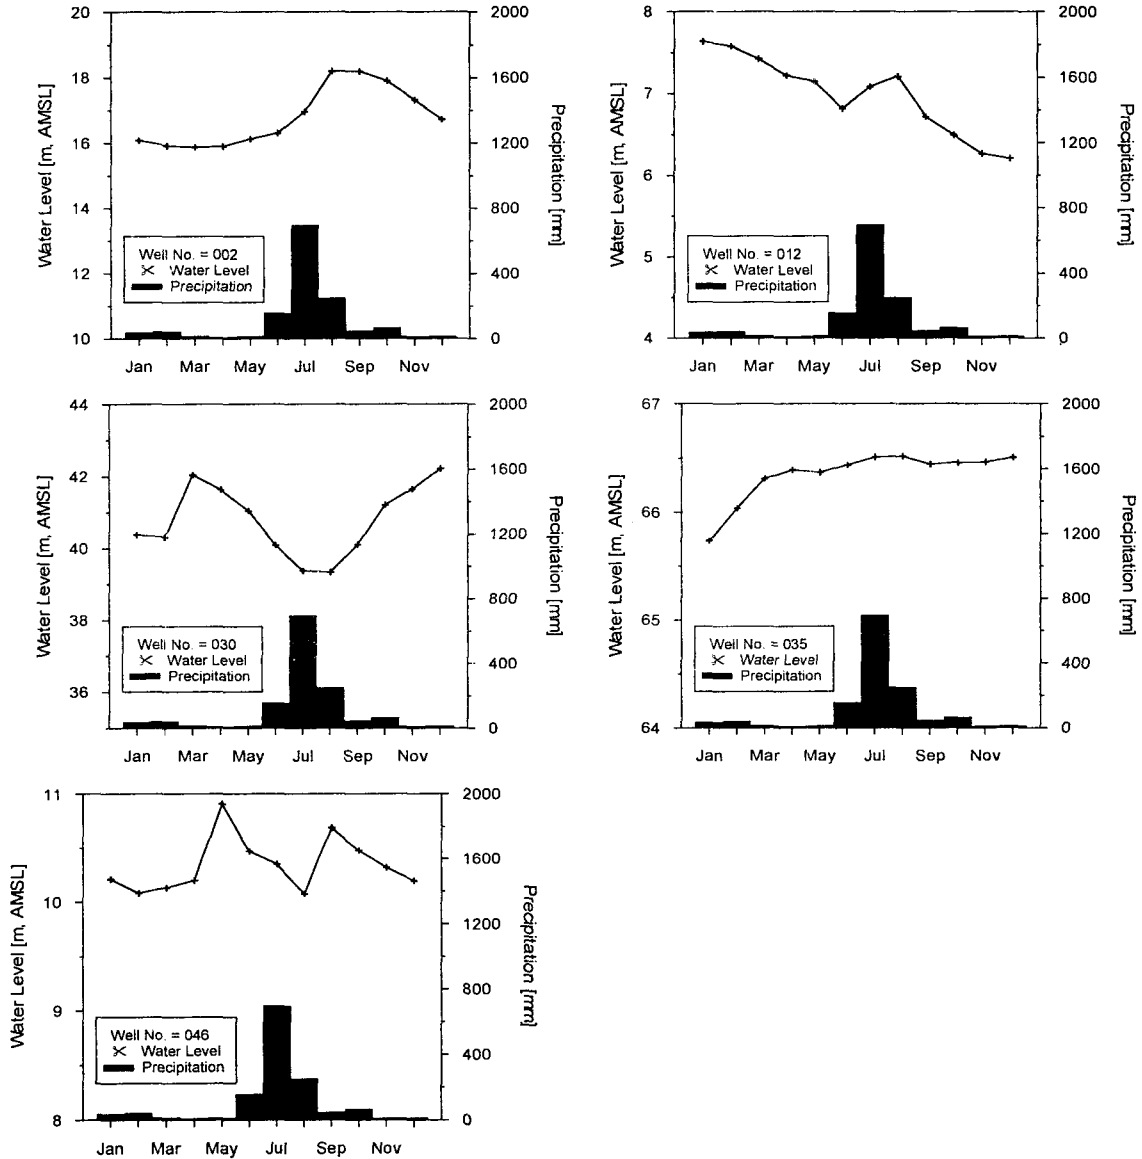 20
18
16
14
12
10
Water Level [m, AMSL]
2000
1600
1200
800
400
0
Precipitation [mm]
Well No. = 002
Water Level
Precipitation
Jan Mar May Jul Sep Nov
8
7
6
5
4
Water Level [m, AMSL]
2000
1600
1200
800
400
0
Precipitation [mm]
Well No. = 012
Water Level
Precipitation
Jan Mar May Jul Sep Nov
44
42
40
38
36
Water Level [m, AMSL]
2000
1600
1200
800
400
0
Precipitation [mm]
Well No. = 030
Water Level
Precipitation
Jan Mar May Jul Sep Nov
67
66
65
64
Water Level [m, AMSL]
2000
1600
1200
800
400
0
Precipitation [mm]
Well No. = 035
Water Level
Precipitation
Jan Mar May Jul Sep Nov
11
10
9
8
Water Level [m, AMSL]
2000
1600
1200
800
400
0
Precipitation [mm]
Well No. = 046
Water Level
Precipitation
Jan Mar May Jul Sep Nov